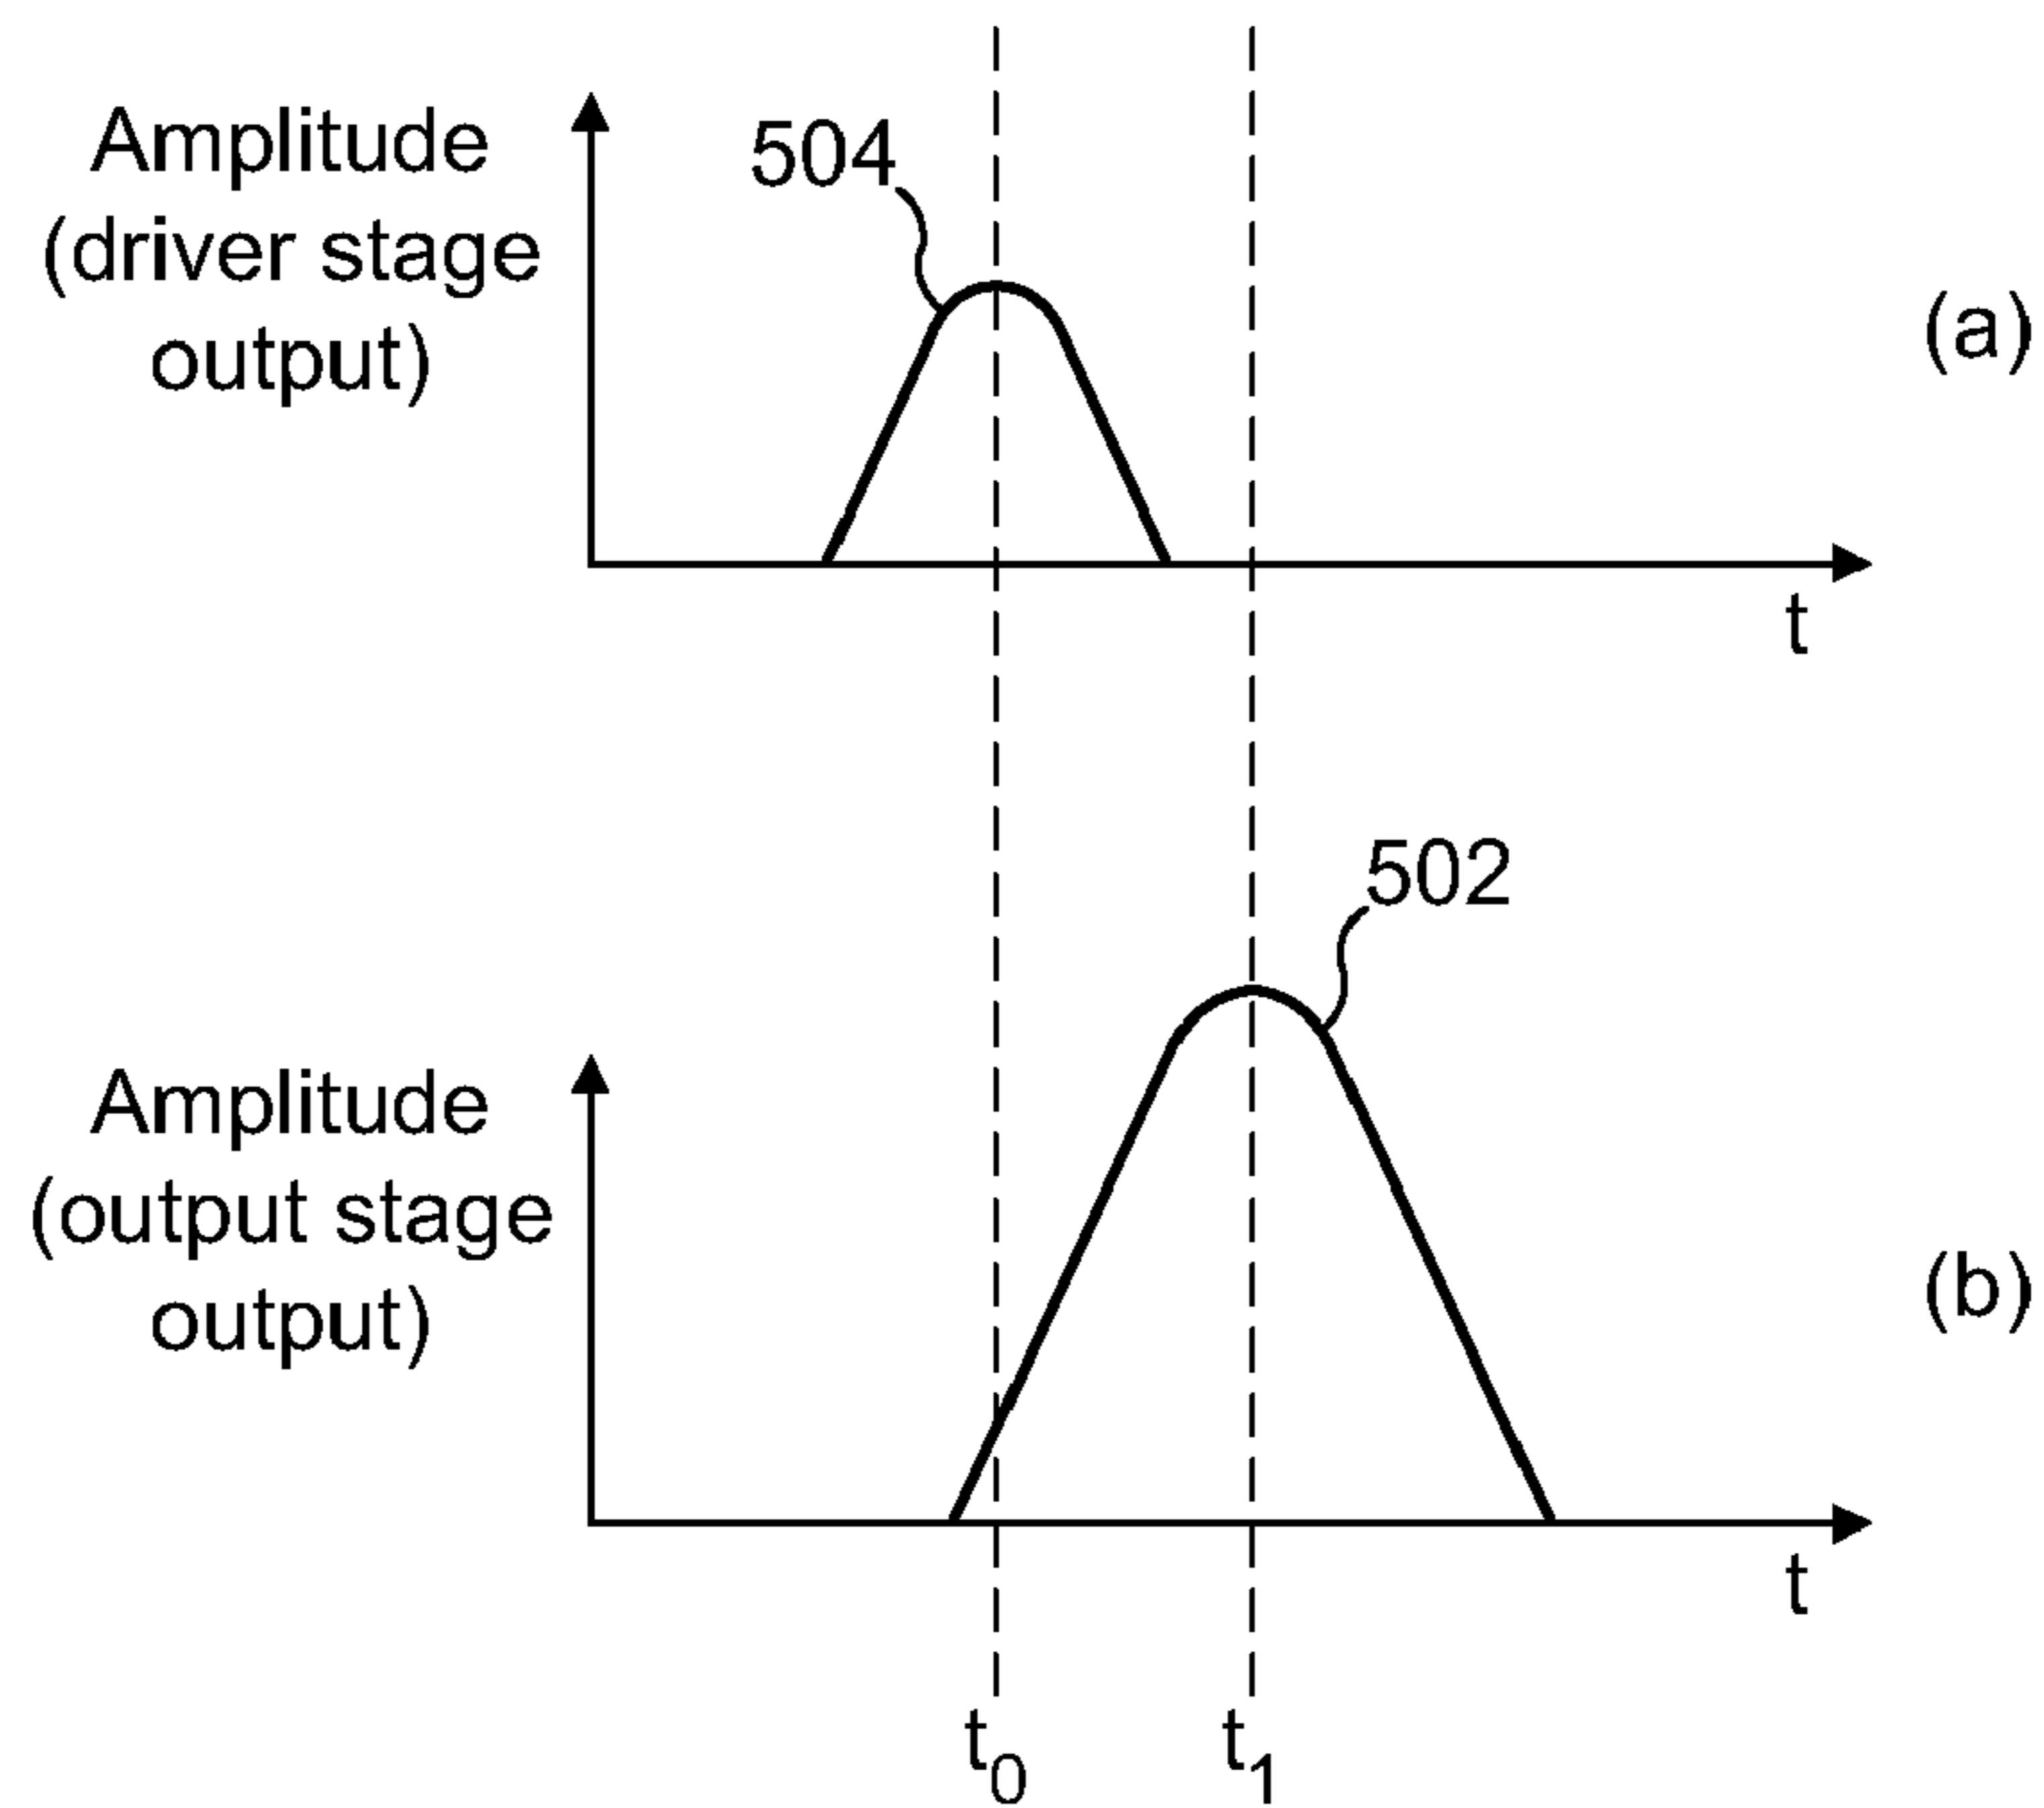 Amplitude
(driver stage
output)
504
(a)
t
502
Amplitude
(output stage
output)
(b)
t
t0
t1